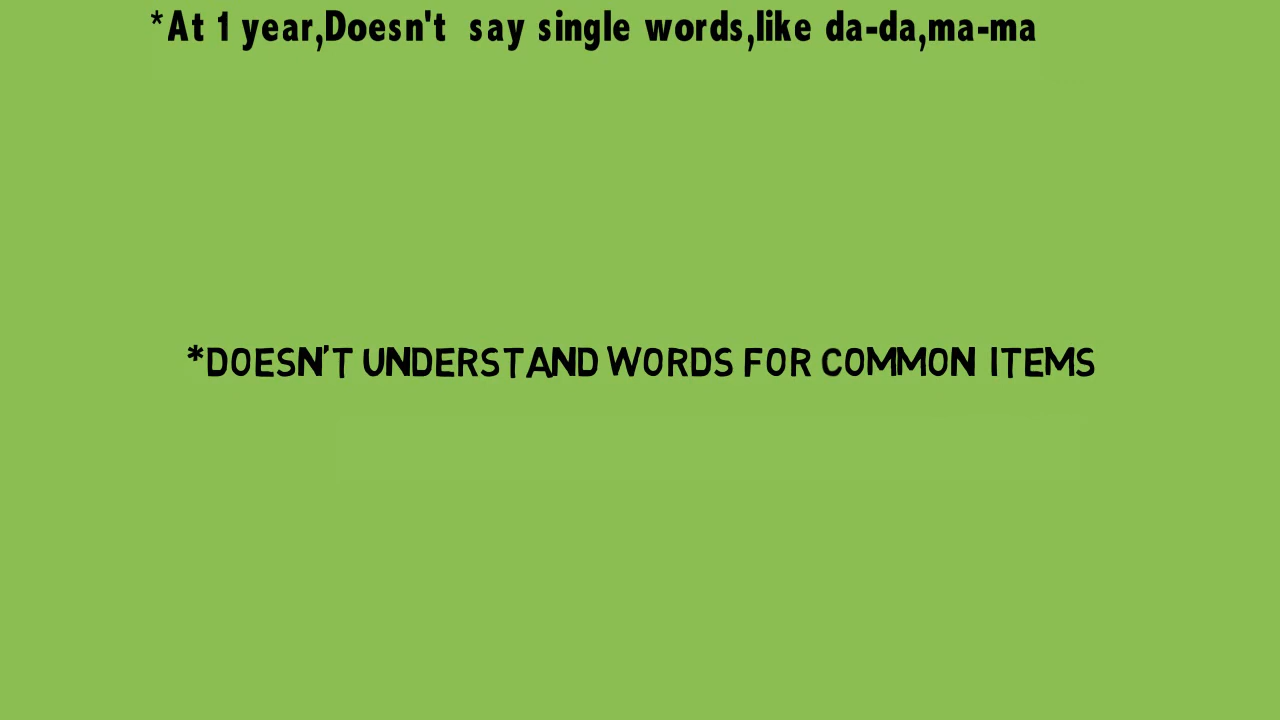 *At 1 year,Doesn't say single words,like da-da,ma-ma
*DOESN'T UNDERSTAND WORDS FOR COMMON ITEMS